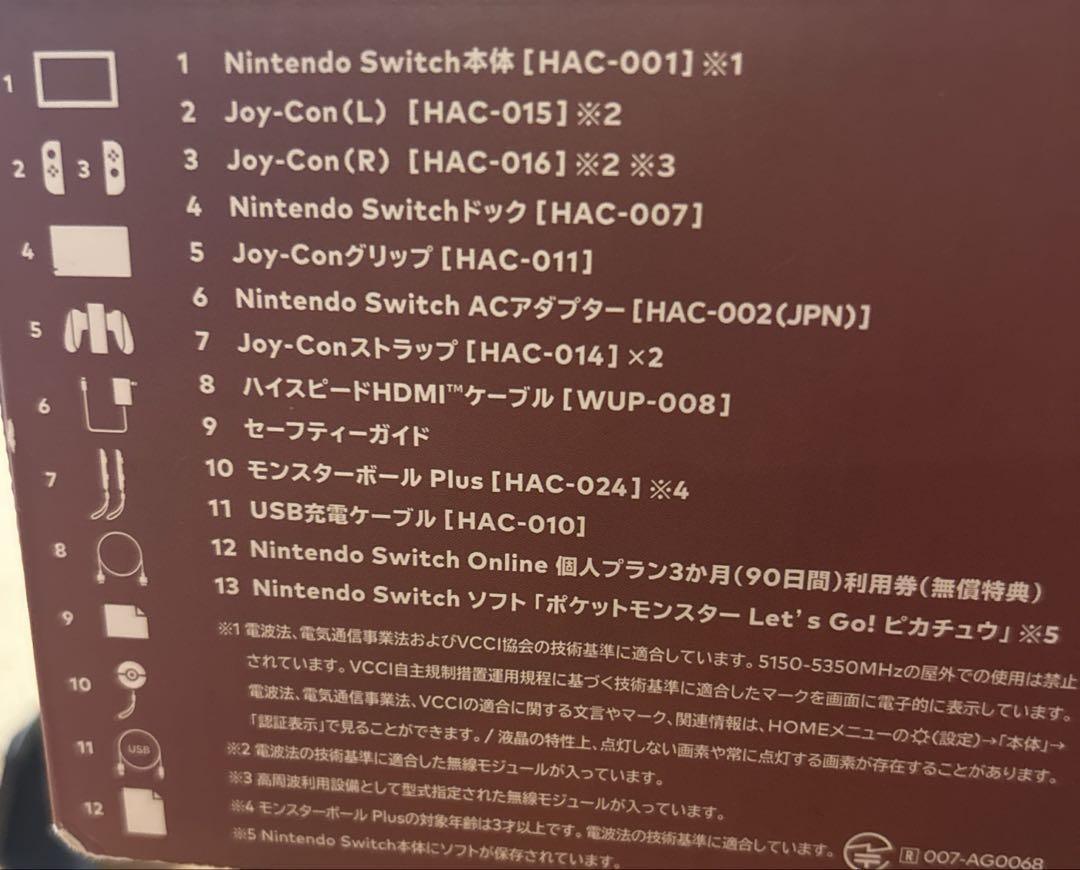 1 Nintendo Switch本体[HAC-001]※1
2 Joy-Con(L) [HAC-015]※2
3 Joy-Con(R) [HAC-016]※2 ※3
4 Nintendo Switchドック[HAC-007]
5 Joy-Conグリップ[HAC-011]
6 Nintendo Switch ACアダプター[HAC-002(JPN)]
7 Joy-Conストラップ[HAC-014]×2
8 ハイスピードHDMI™ケーブル[WUP-008]
9 セーフティーガイド
10 モンスターボール Plus[HAC-024]※4
11 USB充電ケーブル[HAC-010]
12 Nintendo Switch Online 個人プラン3か月(90日間)利用券(無償特典)
13 Nintendo Switch ソフト「ポケットモンスター Let's Go! ピカチュウ」※5
※1 電波法、電気通信事業法およびVCCI協会の技術基準に適合しています。5150-5350MHzの屋外での使用は禁止
されています。VCCI自主規制措置運用規程に基づく技術基準に適合したマークを画面に電子的に表示しています。
電波法、電気通信事業法、VCCIの適合に関する文言やマーク、関連情報は、HOMEメニューの(設定)→「本体」→
「認証表示」で見ることができます。/ 液晶の特性上、点灯しない画素や常に点灯する画素が存在することがあります。
※2 電波法の技術基準に適合した無線モジュールが入っています。
※3 高周波利用設備として型式指定された無線モジュールが入っています。
※4 モンスターボール Plusの対象年齢は3才以上です。電波法の技術基準に適合しています。
※5 Nintendo Switch本体にソフトが保存されています。
R 007-AG0068
1
2 3
4
5
6
7
8
9
10
11 USB
12